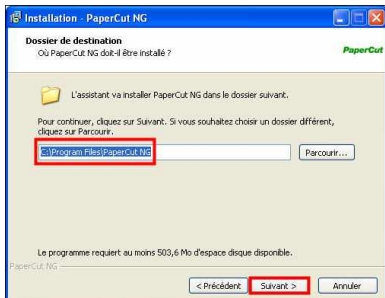 Installation - PaperCut NG
Dossier de destination
Où PaperCut NG doit-il être installé ?
PaperCut
L'assistant va installer PaperCut NG dans le dossier suivant.
Pour continuer, cliquez sur Suivant. Si vous souhaitez choisir un dossier différent,
cliquez sur Parcourir.
C:\Program Files\PaperCut NG
Parcourir...
Le programme requiert au moins 503,6 Mo d'espace disque disponible.
PaperCut NG
< Précédent
Suivant >
Annuler